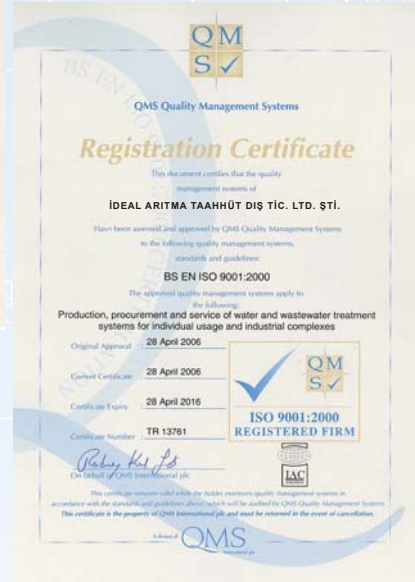 QM
S
QMS Quality Management Systems
Registration Certificate
This document certifies that the quality
management systems of
İDEAL ARITMA TAAHHÜT DIŞ TİC. LTD. ŞTİ.
Have been assessed and approved by QMS Quality Management Systems
to the following quality management systems,
standards and guidelines:
BS EN ISO 9001:2000
The approved quality management systems apply to
the following:
Production, procurement and service of water and wastewater treatment
systems for individual usage and industrial complexes
Original Approval 28 April 2006
Current Certificate 28 April 2006
Certificate Expiry 28 April 2016
Certificate Number TR 13761
QM
S
ISO 9001:2000
REGISTERED FIRM
IAC
On behalf of QMS International plc
This certificate remains valid while the holder maintains quality management systems in
accordance with the standards and guidelines above, which will be audited by QMS Quality Management Systems
This certificate is the property of QMS International plc and must be returned in the event of cancellation.
A division of QMS
International plc